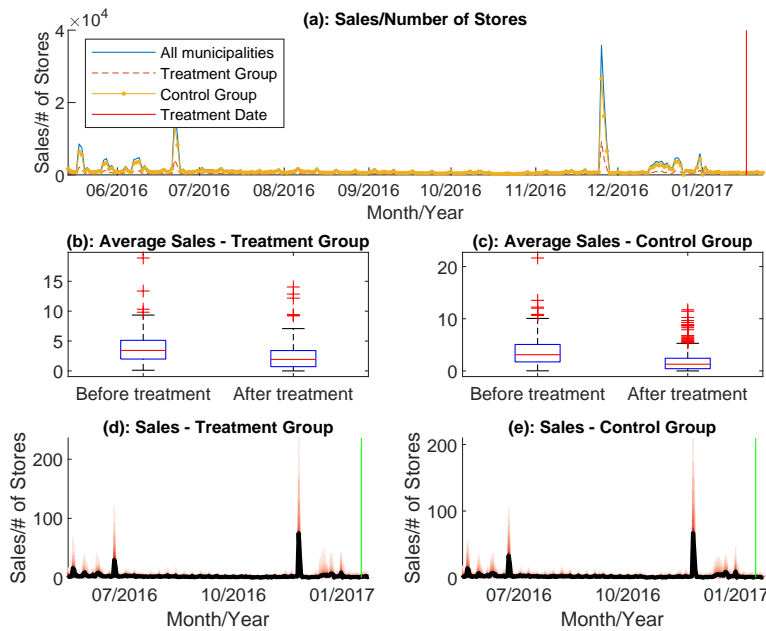 (a): Sales/Number of Stores
4 ×10⁴
2
0
Sales/# of Stores
All municipalities
Treatment Group
Control Group
Treatment Date
06/2016 07/2016 08/2016 09/2016 10/2016 11/2016 12/2016 01/2017
Month/Year
(b): Average Sales - Treatment Group
15
10
5
0
Before treatment After treatment
(c): Average Sales - Control Group
20
10
0
Before treatment After treatment
(d): Sales - Treatment Group
200
100
0
Sales/# of Stores
07/2016 10/2016 01/2017
Month/Year
(e): Sales - Control Group
200
100
0
Sales/# of Stores
07/2016 10/2016 01/2017
Month/Year